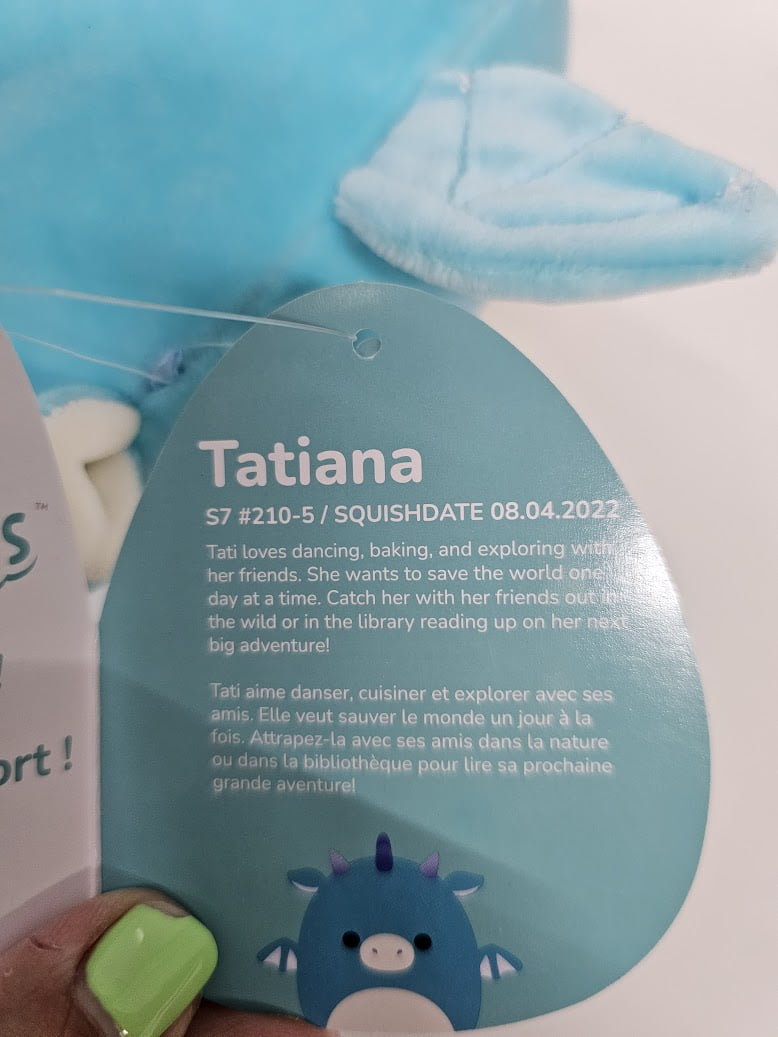 Tatiana
S7 #210-5 / SQUISHDATE 08.04.2022
Tati loves dancing, baking, and exploring with
her friends. She wants to save the world one
day at a time. Catch her with her friends out in
the wild or in the library reading up on her next
big adventure!
Tati aime danser, cuisiner et explorer avec ses
amis. Elle veut sauver le monde un jour à la
fois. Attrapez-la avec ses amis dans la nature
ou dans la bibliothèque pour lire sa prochaine
grande aventure!
S™
!
ort !